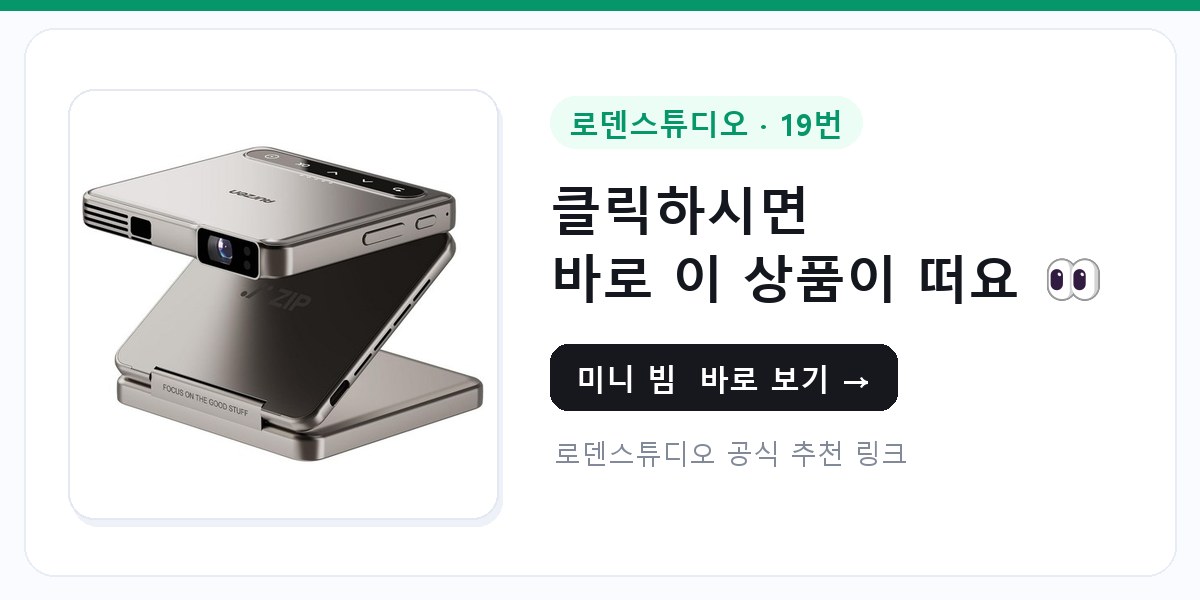 로덴스튜디오 · 19번
클릭하시면
바로 이 상품이 떠요 👀
미니 빔 바로 보기 →
로덴스튜디오 공식 추천 링크
aurzen
ZIP
FOCUS ON THE GOOD STUFF